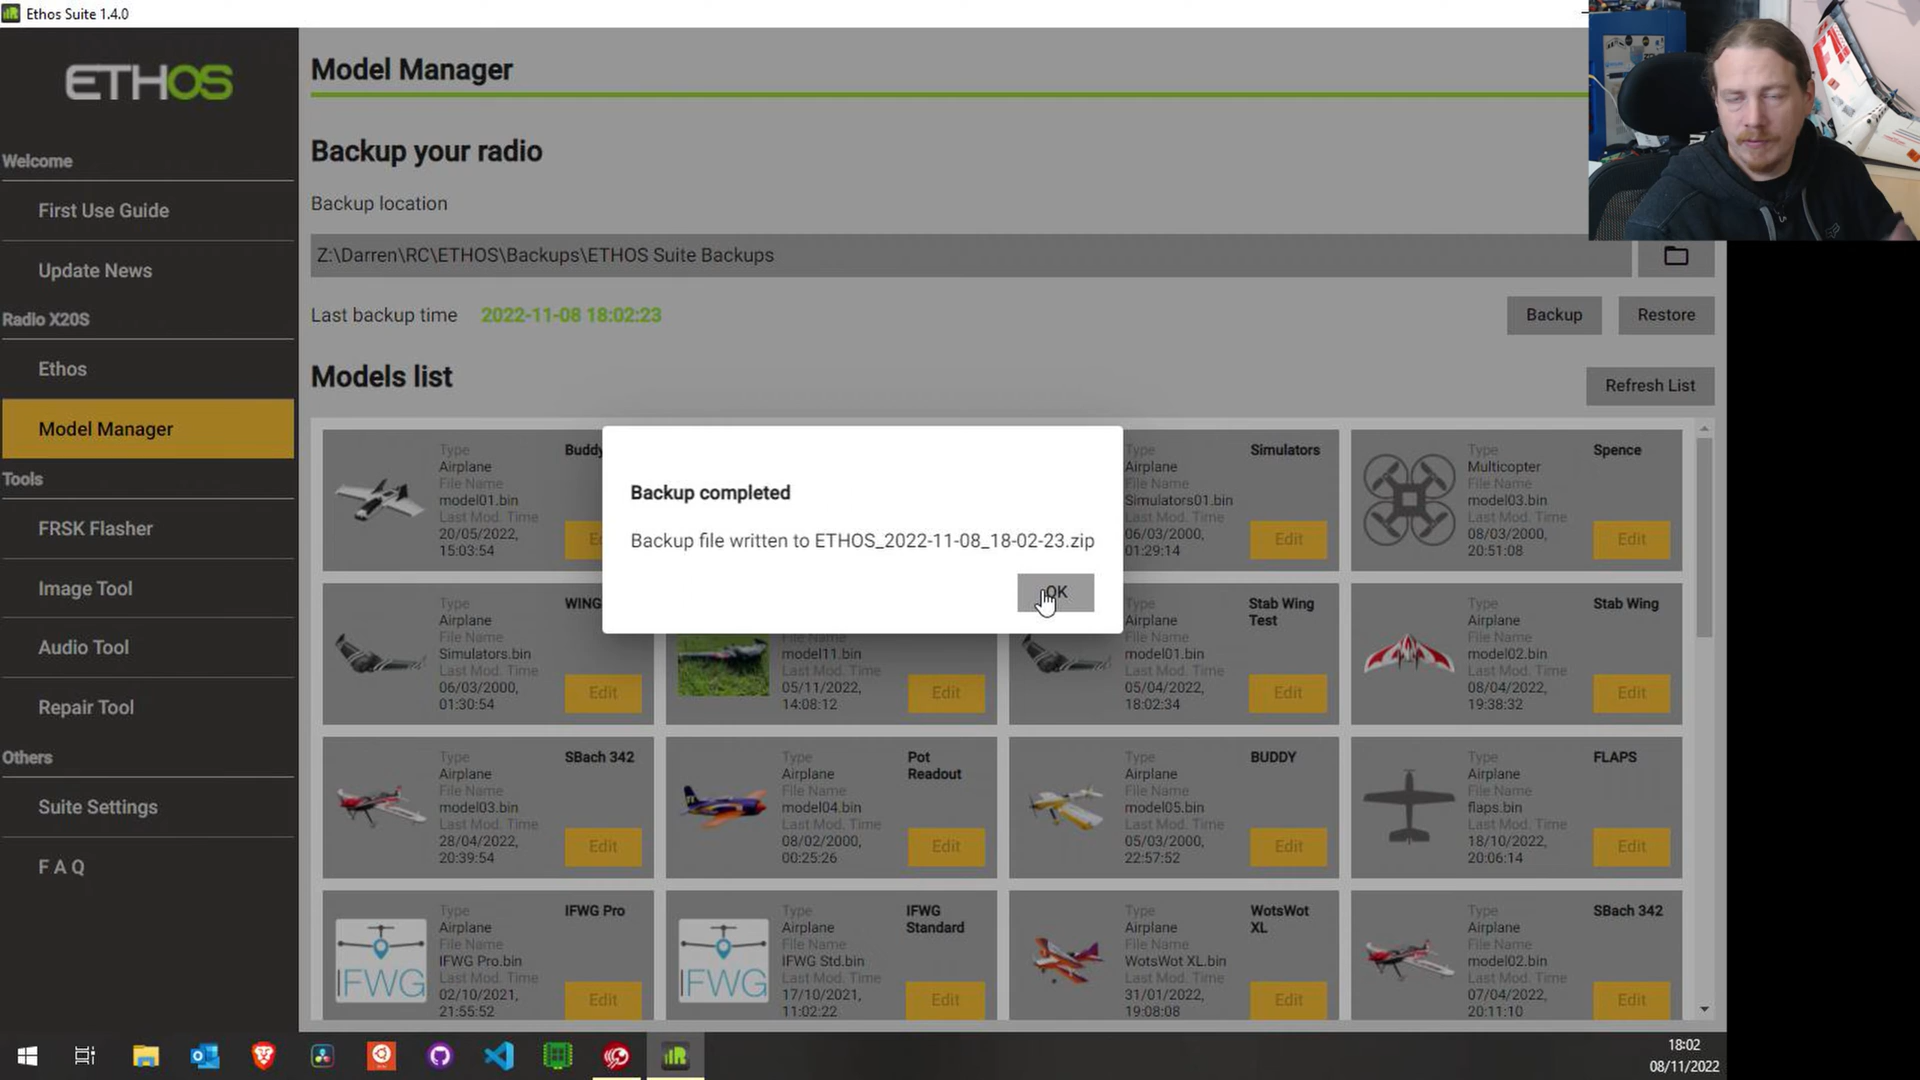 Ethos Suite 1.4.0
ETHOS
Welcome
First Use Guide
Update News
Radio X20S
Ethos
Model Manager
Tools
FRSK Flasher
Image Tool
Audio Tool
Repair Tool
Others
Suite Settings
F A Q
Model Manager
Backup your radio
Backup location
Z:\Darren\RC\ETHOS\Backups\ETHOS Suite Backups
Last backup time 2022-11-08 18:02:23
Backup
Restore
Models list
Refresh List
Type
Airplane
File Name
model01.bin
Last Mod. Time
20/05/2022,
15:03:54
Buddy
Backup completed
Backup file written to ETHOS_2022-11-08_18-02-23.zip
OK
Type
Airplane
File Name
Simulators01.bin
Last Mod. Time
06/03/2000,
01:29:14
Simulators
Edit
Type
Multicopter
File Name
model03.bin
Last Mod. Time
08/03/2000,
20:51:08
Spence
Edit
Type
Airplane
File Name
Simulators.bin
Last Mod. Time
06/03/2000,
01:30:54
WING
Edit
File Name
model11.bin
Last Mod. Time
05/11/2022,
14:08:12
Edit
Type
Airplane
File Name
model01.bin
Last Mod. Time
05/04/2022,
18:02:34
Stab Wing
Test
Edit
Type
Airplane
File Name
model02.bin
Last Mod. Time
08/04/2022,
19:38:32
Stab Wing
Edit
Type
Airplane
File Name
model03.bin
Last Mod. Time
28/04/2022,
20:39:54
SBach 342
Edit
Type
Airplane
File Name
model04.bin
Last Mod. Time
08/02/2000,
00:25:26
Pot
Readout
Edit
Type
Airplane
File Name
model05.bin
Last Mod. Time
05/03/2000,
22:57:52
BUDDY
Edit
Type
Airplane
File Name
flaps.bin
Last Mod. Time
18/10/2022,
20:06:14
FLAPS
Edit
Type
Airplane
File Name
IFWG Pro.bin
Last Mod. Time
02/10/2021,
21:55:52
IFWG Pro
IFWG
Edit
Type
Airplane
File Name
IFWG Std.bin
Last Mod. Time
17/10/2021,
11:02:22
IFWG
Standard
IFWG
Edit
Type
Airplane
File Name
WotsWot XL.bin
Last Mod. Time
31/01/2022,
19:08:08
WotsWot
XL
Edit
Type
Airplane
File Name
model02.bin
Last Mod. Time
07/04/2022,
20:11:10
SBach 342
Edit
18:02
08/11/2022